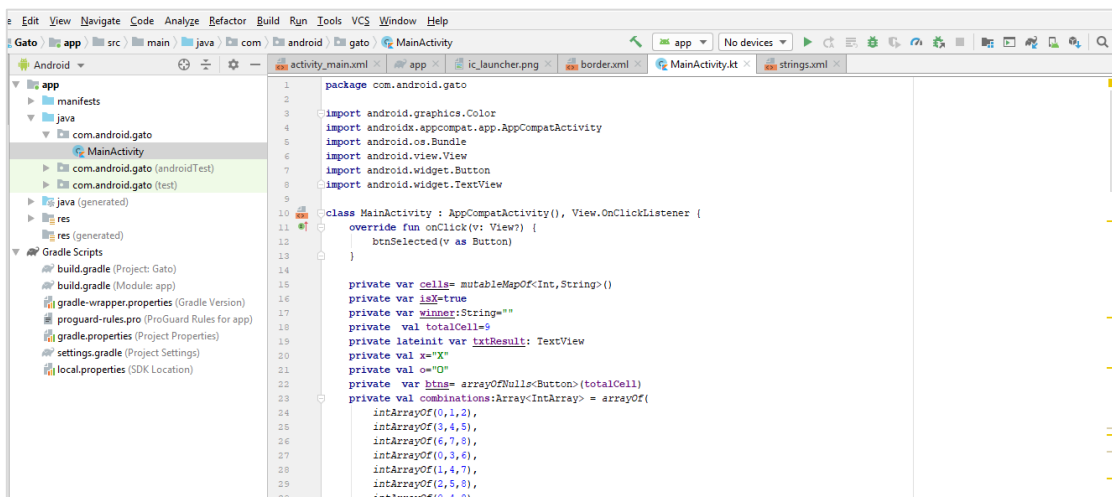 e Edit View Navigate Code Analyze Refactor Build Run Tools VCS Window Help
Gato app src main java com android gato MainActivity app No devices
Android activity_main.xml app ic_launcher.png border.xml MainActivity.kt strings.xml
app
manifests
java
com.android.gato
MainActivity
com.android.gato (androidTest)
com.android.gato (test)
java (generated)
res
res (generated)
Gradle Scripts
build.gradle (Project: Gato)
build.gradle (Module: app)
gradle-wrapper.properties (Gradle Version)
proguard-rules.pro (ProGuard Rules for app)
gradle.properties (Project Properties)
settings.gradle (Project Settings)
local.properties (SDK Location)
1 package com.android.gato
2
3 import android.graphics.Color
4 import androidx.appcompat.app.AppCompatActivity
5 import android.os.Bundle
6 import android.view.View
7 import android.widget.Button
8 import android.widget.TextView
9
10 class MainActivity : AppCompatActivity(), View.OnClickListener {
11 override fun onClick(v: View?) {
12 btnSelected(v as Button)
13 }
14
15 private var cells= mutableMapOf<Int,String>()
16 private var isX=true
17 private var winner:String=""
18 private val totalCell=9
19 private lateinit var txtResult: TextView
20 private val x="X"
21 private val o="O"
22 private var btns= arrayOfNulls<Button>(totalCell)
23 private val combinations:Array<IntArray> = arrayOf(
24 intArrayOf(0,1,2),
25 intArrayOf(3,4,5),
26 intArrayOf(6,7,8),
27 intArrayOf(0,3,6),
28 intArrayOf(1,4,7),
29 intArrayOf(2,5,8),